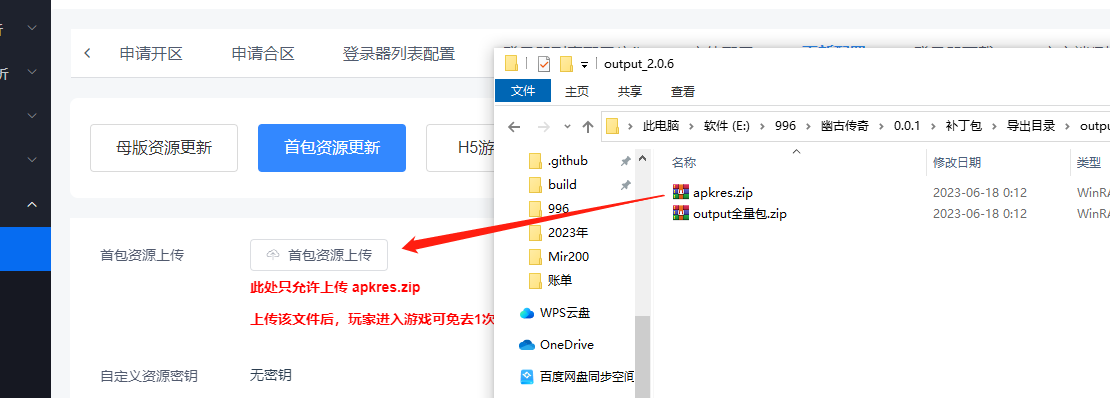 析
申请开区
申请合区
登录器列表配置
母版资源更新
首包资源更新
H5游
首包资源上传
首包资源上传
此处只允许上传 apkres.zip
上传该文件后，玩家进入游戏可免去1次
自定义资源密钥
无密钥
output_2.0.6
文件
主页
共享
查看
此电脑 › 软件 (E:) › 996 › 幽古传奇 › 0.0.1 › 补丁包 › 导出目录 › outpu
名称
修改日期
类型
.github
build
996
2023年
Mir200
账单
WPS云盘
OneDrive
百度网盘同步空间
apkres.zip
2023-06-18 0:12
WinRA
output全量包.zip
2023-06-18 0:12
WinRA